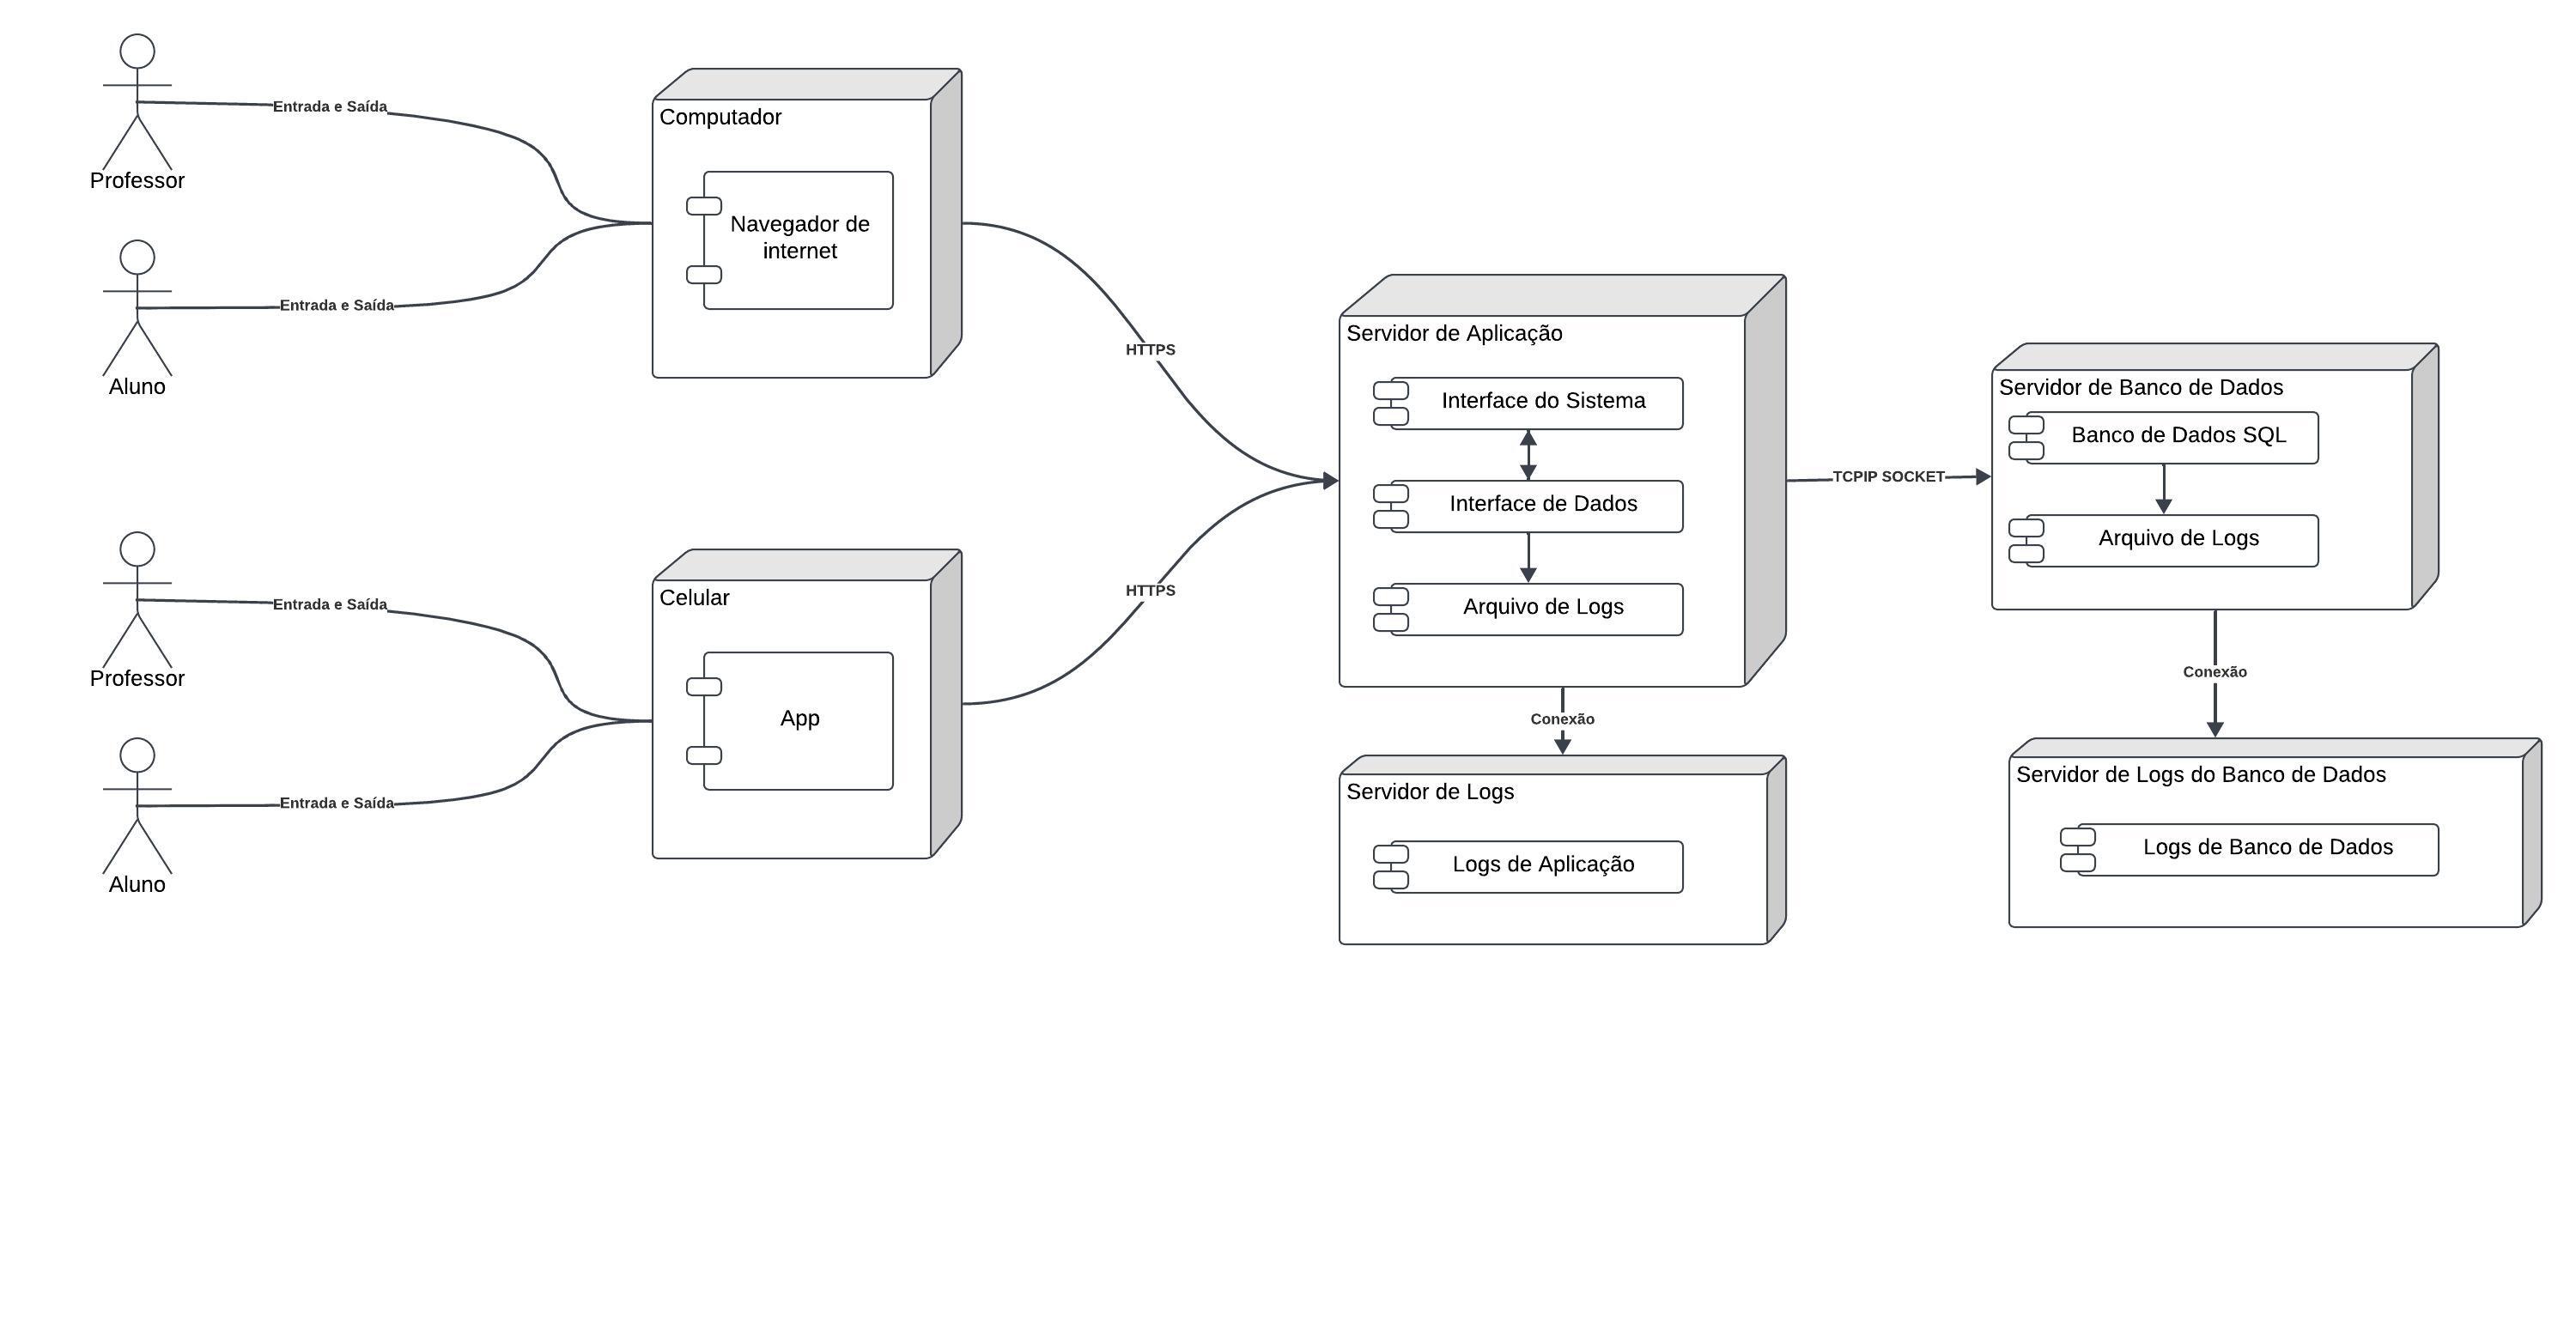 Professor
Entrada e Saída
Aluno
Entrada e Saída
Computador
Navegador de
internet
Professor
Entrada e Saída
Aluno
Entrada e Saída
Celular
App
HTTPS
HTTPS
Servidor de Aplicação
Interface do Sistema
Interface de Dados
Arquivo de Logs
Conexão
Servidor de Logs
Logs de Aplicação
TCPIP SOCKET
Servidor de Banco de Dados
Banco de Dados SQL
Arquivo de Logs
Conexão
Servidor de Logs do Banco de Dados
Logs de Banco de Dados